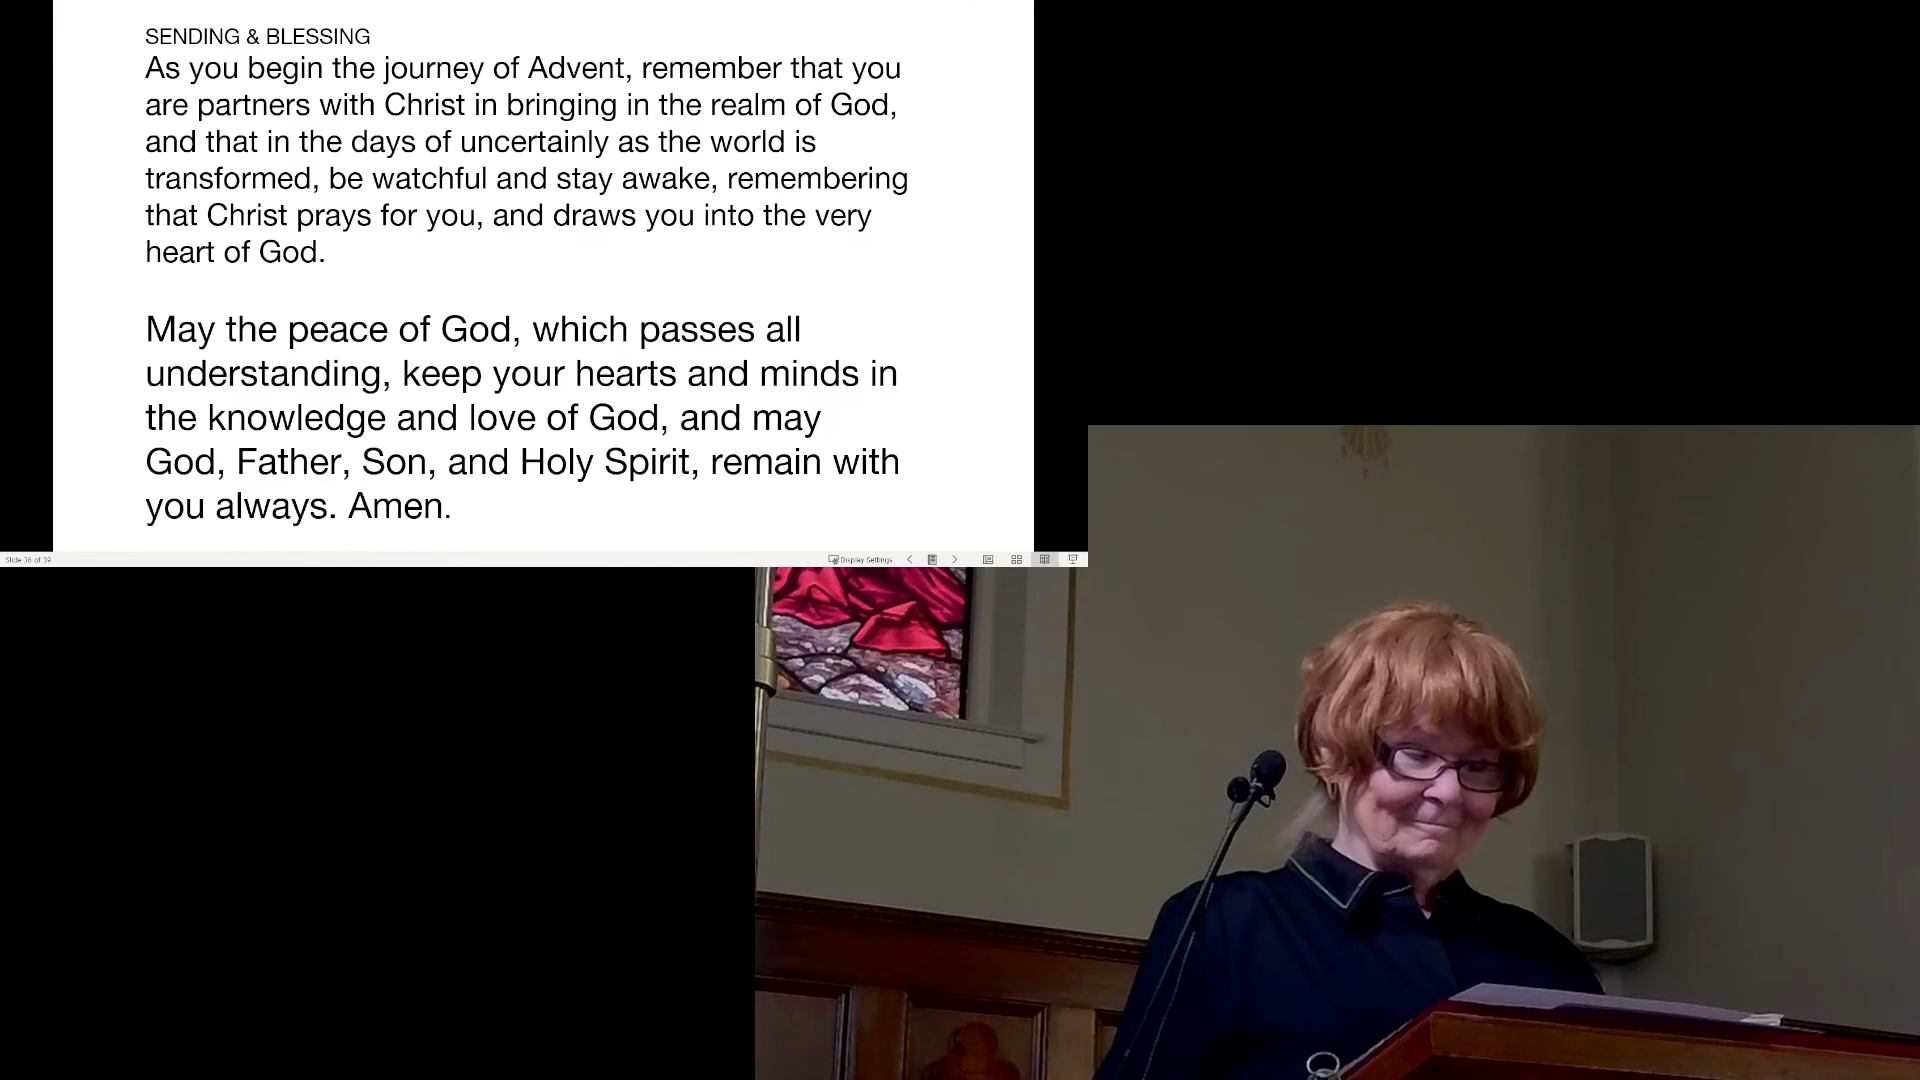 SENDING & BLESSING
As you begin the journey of Advent, remember that you
are partners with Christ in bringing in the realm of God,
and that in the days of uncertainly as the world is
transformed, be watchful and stay awake, remembering
that Christ prays for you, and draws you into the very
heart of God.
May the peace of God, which passes all
understanding, keep your hearts and minds in
the knowledge and love of God, and may
God, Father, Son, and Holy Spirit, remain with
you always. Amen.
Slide 36 of 39
Display Settings